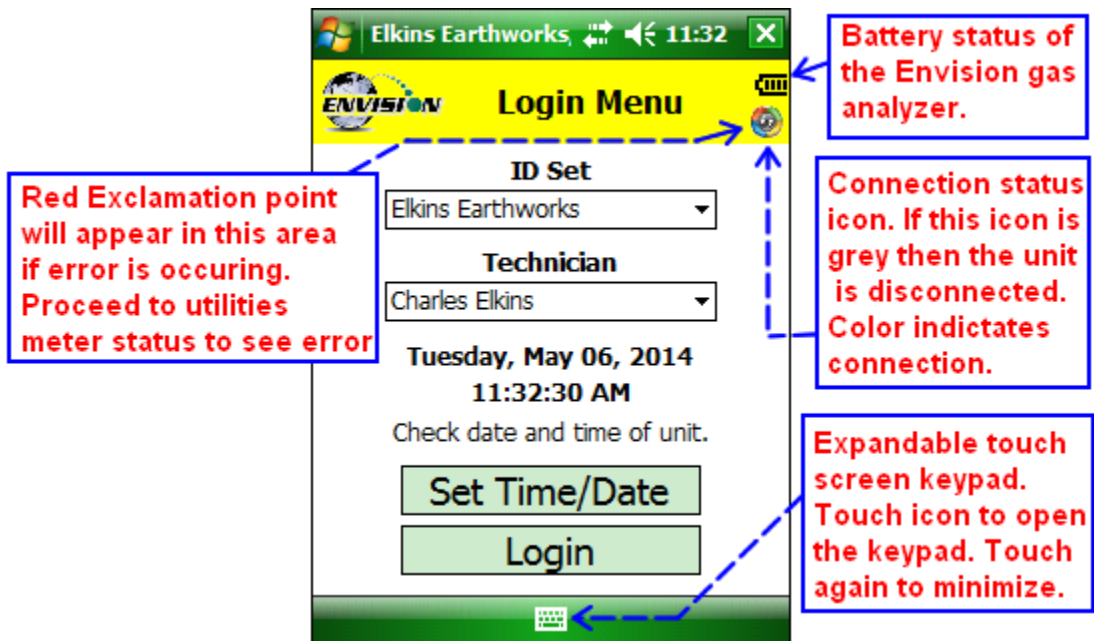 Elkins Earthworks, 11:32
ENVISION
Login Menu
Battery status of
the Envision gas
analyzer.
Red Exclamation point
will appear in this area
if error is occuring.
Proceed to utilities
meter status to see error
ID Set
Elkins Earthworks
Technician
Charles Elkins
Tuesday, May 06, 2014
11:32:30 AM
Check date and time of unit.
Set Time/Date
Login
Connection status
icon. If this icon is
grey then the unit
is disconnected.
Color indictates
connection.
Expandable touch
screen keypad.
Touch icon to open
the keypad. Touch
again to minimize.